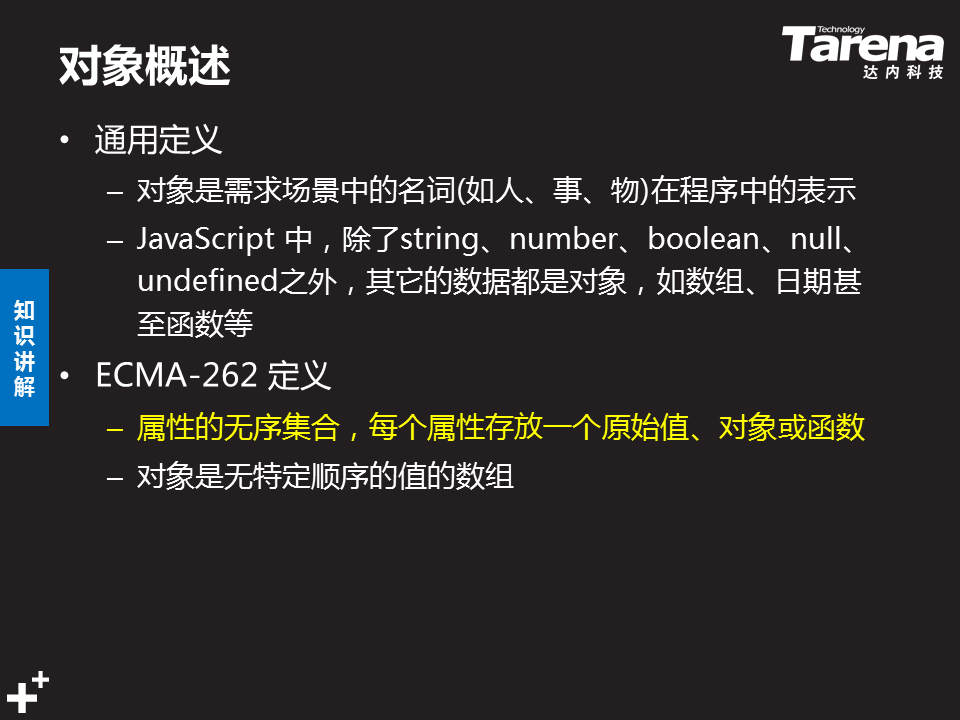 对象概述
Technology
Tarena
达内科技
• 通用定义
– 对象是需求场景中的名词(如人、事、物)在程序中的表示
– JavaScript 中，除了string、number、boolean、null、
undefined之外，其它的数据都是对象，如数组、日期甚
至函数等
知
识
讲
解
• ECMA-262 定义
– 属性的无序集合，每个属性存放一个原始值、对象或函数
– 对象是无特定顺序的值的数组